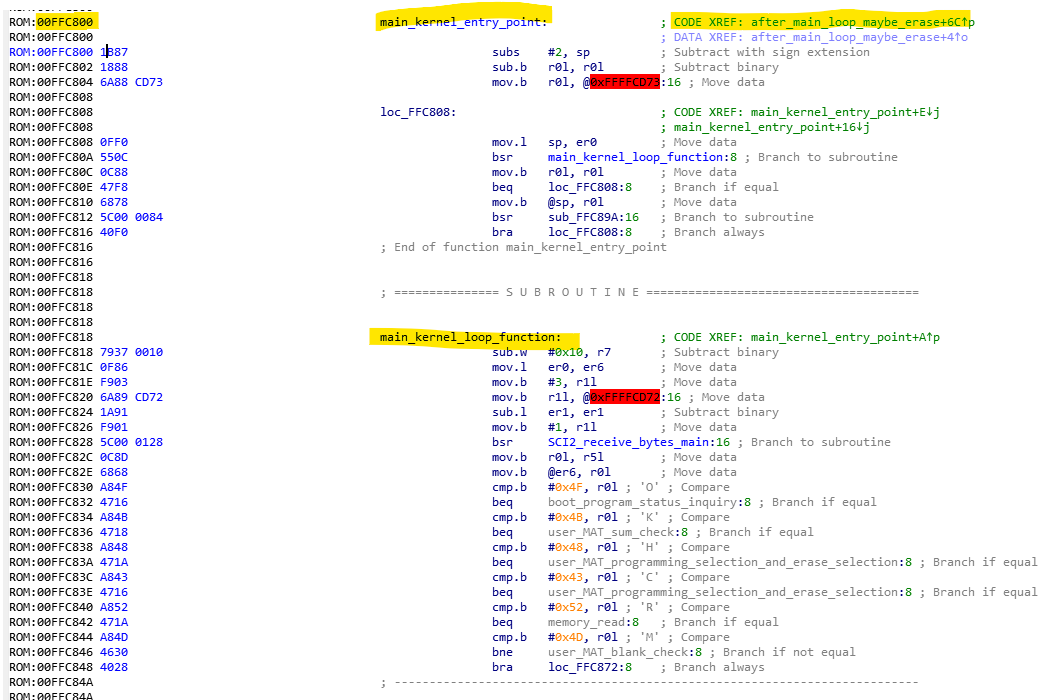 ROM:00FFC800 main_kernel_entry_point: ; CODE XREF: after_main_loop_maybe_erase+6C↑p
ROM:00FFC800 ; DATA XREF: after_main_loop_maybe_erase+4↑o
ROM:00FFC800 1B87 subs #2, sp ; Subtract with sign extension
ROM:00FFC802 1888 sub.b r0l, r0l ; Subtract binary
ROM:00FFC804 6A88 CD73 mov.b r0l, @0xFFFFCD73:16 ; Move data
ROM:00FFC808
ROM:00FFC808 loc_FFC808: ; CODE XREF: main_kernel_entry_point+E↓j
ROM:00FFC808 ; main_kernel_entry_point+16↓j
ROM:00FFC808 0FF0 mov.l sp, er0 ; Move data
ROM:00FFC80A 550C bsr main_kernel_loop_function:8 ; Branch to subroutine
ROM:00FFC80C 0C88 mov.b r0l, r0l ; Move data
ROM:00FFC80E 47F8 beq loc_FFC808:8 ; Branch if equal
ROM:00FFC810 6878 mov.b @sp, r0l ; Move data
ROM:00FFC812 5C00 0084 bsr sub_FFC89A:16 ; Branch to subroutine
ROM:00FFC816 40F0 bra loc_FFC808:8 ; Branch always
ROM:00FFC816 ; End of function main_kernel_entry_point
ROM:00FFC816
ROM:00FFC818
ROM:00FFC818 ; =============== S U B R O U T I N E =======================================
ROM:00FFC818
ROM:00FFC818
ROM:00FFC818 main_kernel_loop_function: ; CODE XREF: main_kernel_entry_point+A↑p
ROM:00FFC818 7937 0010 sub.w #0x10, r7 ; Subtract binary
ROM:00FFC81C 0F86 mov.l er0, er6 ; Move data
ROM:00FFC81E F903 mov.b #3, r1l ; Move data
ROM:00FFC820 6A89 CD72 mov.b r1l, @0xFFFFCD72:16 ; Move data
ROM:00FFC824 1A91 sub.l er1, er1 ; Subtract binary
ROM:00FFC826 F901 mov.b #1, r1l ; Move data
ROM:00FFC828 5C00 0128 bsr SCI2_receive_bytes_main:16 ; Branch to subroutine
ROM:00FFC82C 0C8D mov.b r0l, r5l ; Move data
ROM:00FFC82E 6868 mov.b @er6, r0l ; Move data
ROM:00FFC830 A84F cmp.b #0x4F, r0l ; 'O' ; Compare
ROM:00FFC832 4716 beq boot_program_status_inquiry:8 ; Branch if equal
ROM:00FFC834 A84B cmp.b #0x4B, r0l ; 'K' ; Compare
ROM:00FFC836 4718 beq user_MAT_sum_check:8 ; Branch if equal
ROM:00FFC838 A848 cmp.b #0x48, r0l ; 'H' ; Compare
ROM:00FFC83A 471A beq user_MAT_programming_selection_and_erase_selection:8 ; Branch if equal
ROM:00FFC83C A843 cmp.b #0x43, r0l ; 'C' ; Compare
ROM:00FFC83E 4716 beq user_MAT_programming_selection_and_erase_selection:8 ; Branch if equal
ROM:00FFC840 A852 cmp.b #0x52, r0l ; 'R' ; Compare
ROM:00FFC842 471A beq memory_read:8 ; Branch if equal
ROM:00FFC844 A84D cmp.b #0x4D, r0l ; 'M' ; Compare
ROM:00FFC846 4630 bne user_MAT_blank_check:8 ; Branch if not equal
ROM:00FFC848 4028 bra loc_FFC872:8 ; Branch always
ROM:00FFC84A ; ---------------------------------------------------------------------------
ROM:00FFC84A